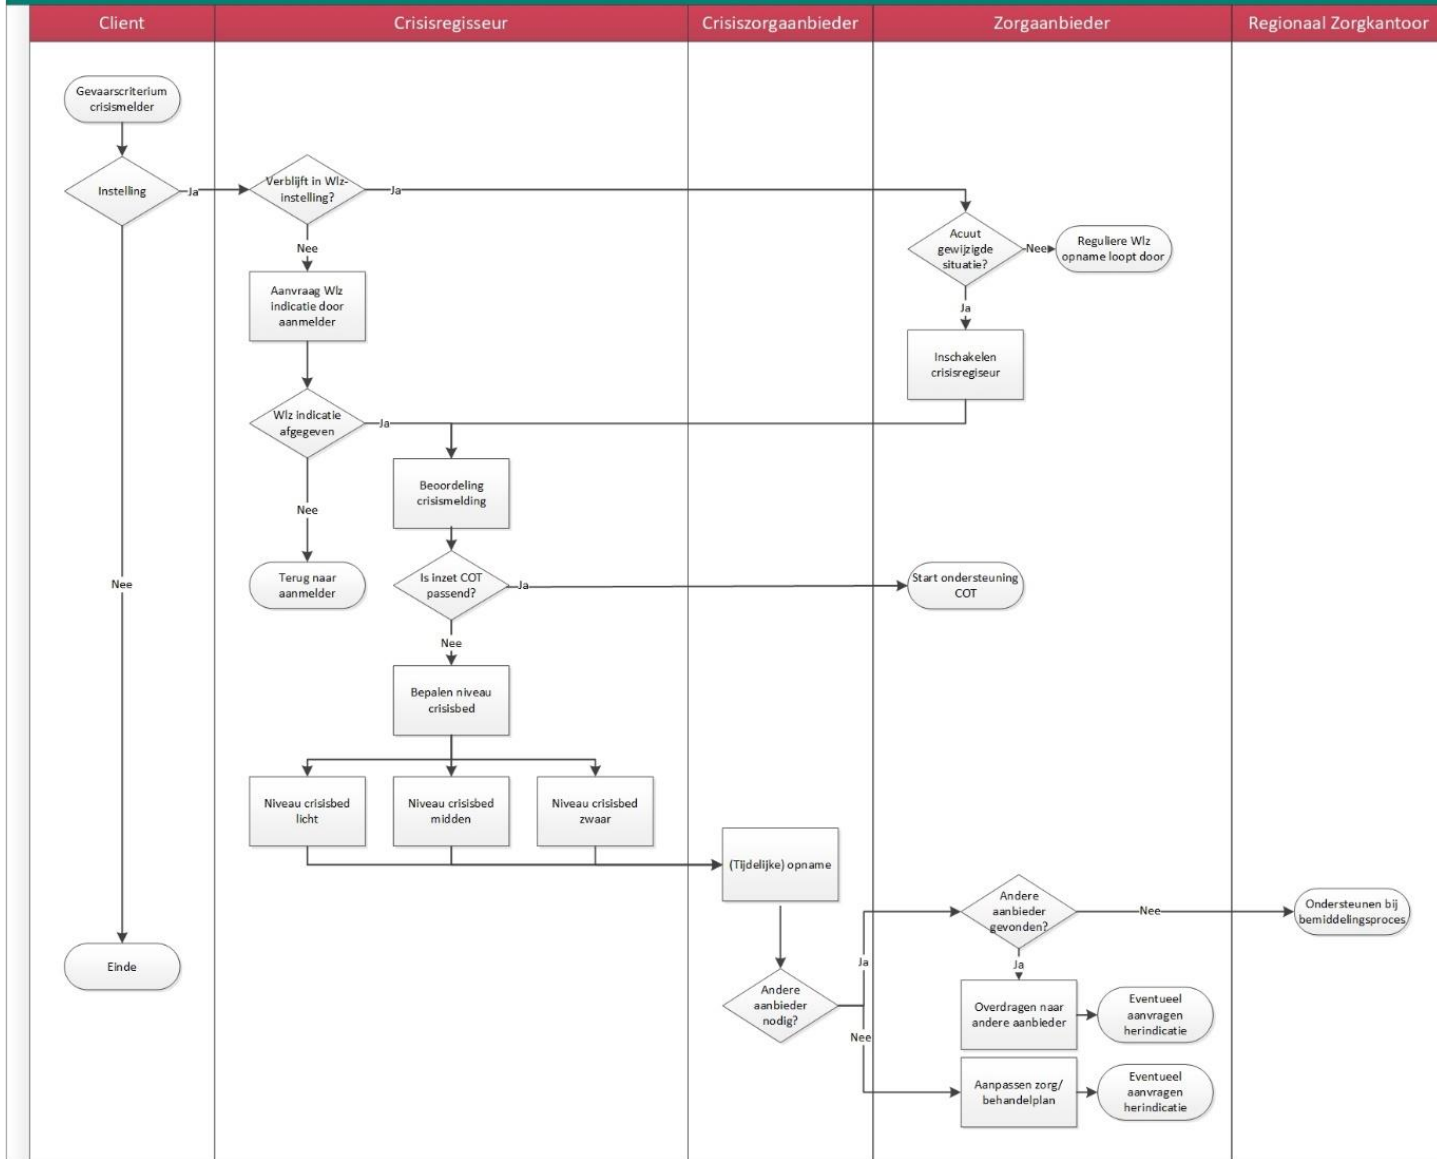 Client
Crisisregisseur
Crisiszorgaanbieder
Zorgaanbieder
Regionaal Zorgkantoor
Gevaarscriterium
crismelder
Instelling
Ja
Verblijft in Wlz-
instelling?
Ja
Nee
Acuut
gewijzigde
situatie?
Nee
Reguliere Wlz
opname loopt door
Ja
Aanvraag Wlz
indicatie door
aanmelder
Inschakelen
crisisregiseur
Wlz indicatie
afgegeven
Ja
Nee
Beoordeling
crisismelding
Nee
Terug naar
aanmelder
Is inzet COT
passend?
Ja
Start ondersteuning
COT
Nee
Bepalen niveau
crisisbed
Niveau crisisbed
licht
Niveau crisisbed
midden
Niveau crisisbed
zwaar
(Tijdelijke) opname
Andere
aanbieder
gevonden?
Nee
Ondersteunen bij
bemiddelingsproces
Einde
Ja
Ja
Andere
aanbieder
nodig?
Nee
Overdragen naar
andere aanbieder
Eventueel
aanvragen
herindicatie
Aanpassen zorg/
behandelplan
Eventueel
aanvragen
herindicatie